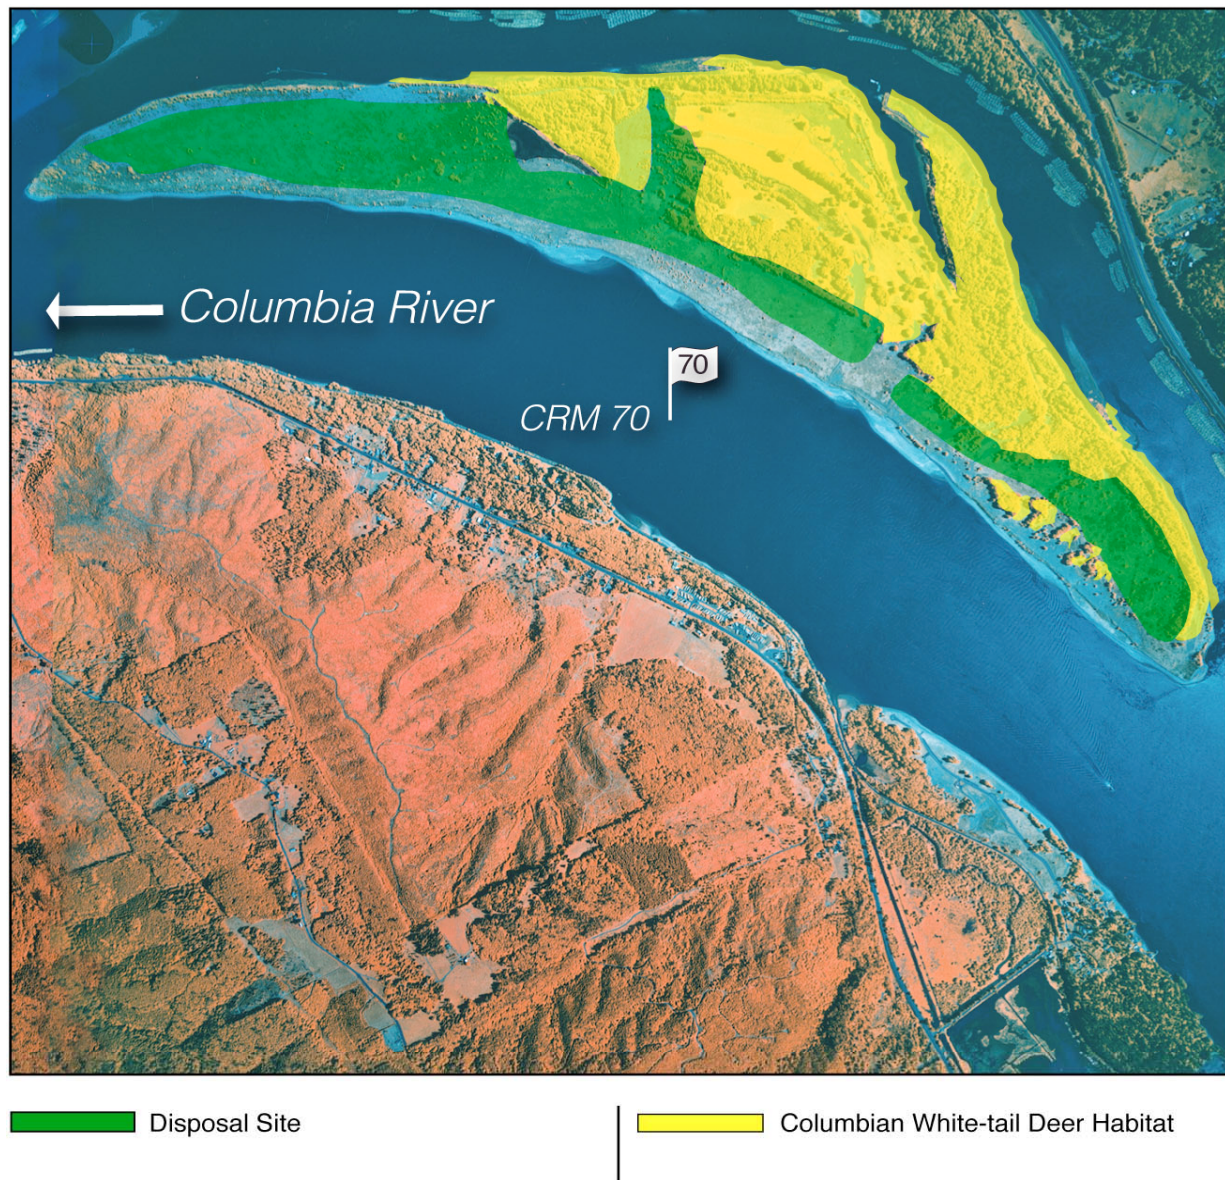 Columbia River
70
CRM 70
Disposal Site
Columbian White-tail Deer Habitat